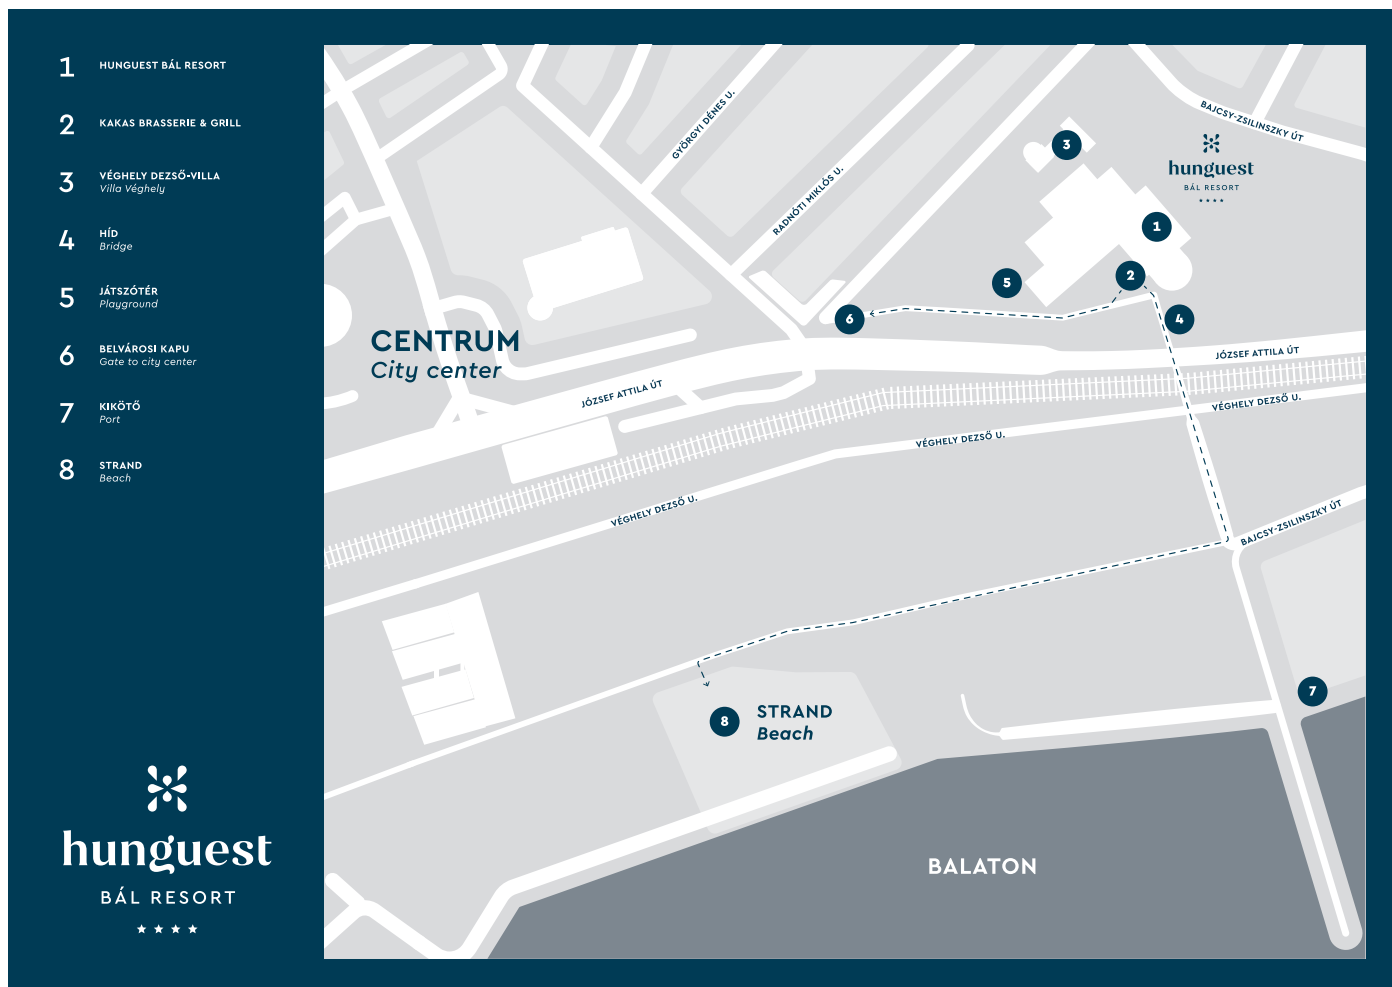 1 HUNGUEST BÁL RESORT
2 KAKAS BRASSERIE & GRILL
3 VÉGHELY DEZSŐ-VILLA
Villa Véghely
4 HÍD
Bridge
5 JÁTSZÓTÉR
Playground
6 BELVÁROSI KAPU
Gate to city center
7 KIKÖTŐ
Port
8 STRAND
Beach
hunguest
BÁL RESORT
GYÖRGYI DÉNES U.
RADNÓTI MIKLÓS U.
BAJCSY-ZSILINSZKY ÚT
hunguest
BÁL RESORT
3
1
2
5
6
4
CENTRUM
City center
JÓZSEF ATTILA ÚT
JÓZSEF ATTILA ÚT
VÉGHELY DEZSŐ U.
VÉGHELY DEZSŐ U.
VÉGHELY DEZSŐ U.
BAJCSY-ZSILINSZKY ÚT
7
8
STRAND
Beach
BALATON